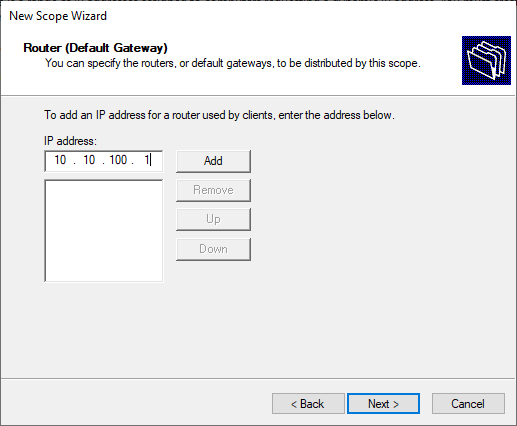 New Scope Wizard
Router (Default Gateway)
You can specify the routers, or default gateways, to be distributed by this scope.
To add an IP address for a router used by clients, enter the address below.
IP address:
10 . 10 . 100 . 1
Add
Remove
Up
Down
< Back
Next >
Cancel